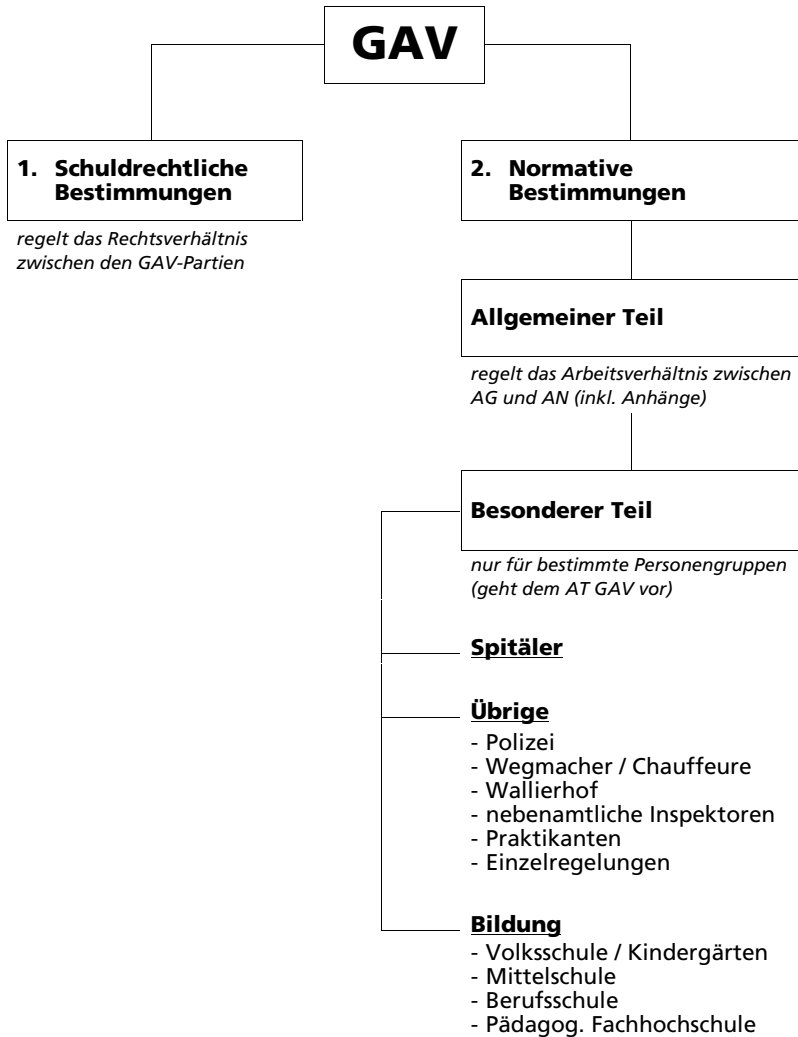 GAV
1. Schuldrechtliche
Bestimmungen
regelt das Rechtsverhältnis
zwischen den GAV-Partien
2. Normative
Bestimmungen
Allgemeiner Teil
regelt das Arbeitsverhältnis zwischen
AG und AN (inkl. Anhänge)
Besonderer Teil
nur für bestimmte Personengruppen
(geht dem AT GAV vor)
Spitäler
Übrige
- Polizei
- Wegmacher / Chauffeure
- Wallierhof
- nebenamtliche Inspektoren
- Praktikanten
- Einzelregelungen
Bildung
- Volksschule / Kindergärten
- Mittelschule
- Berufsschule
- Pädagog. Fachhochschule